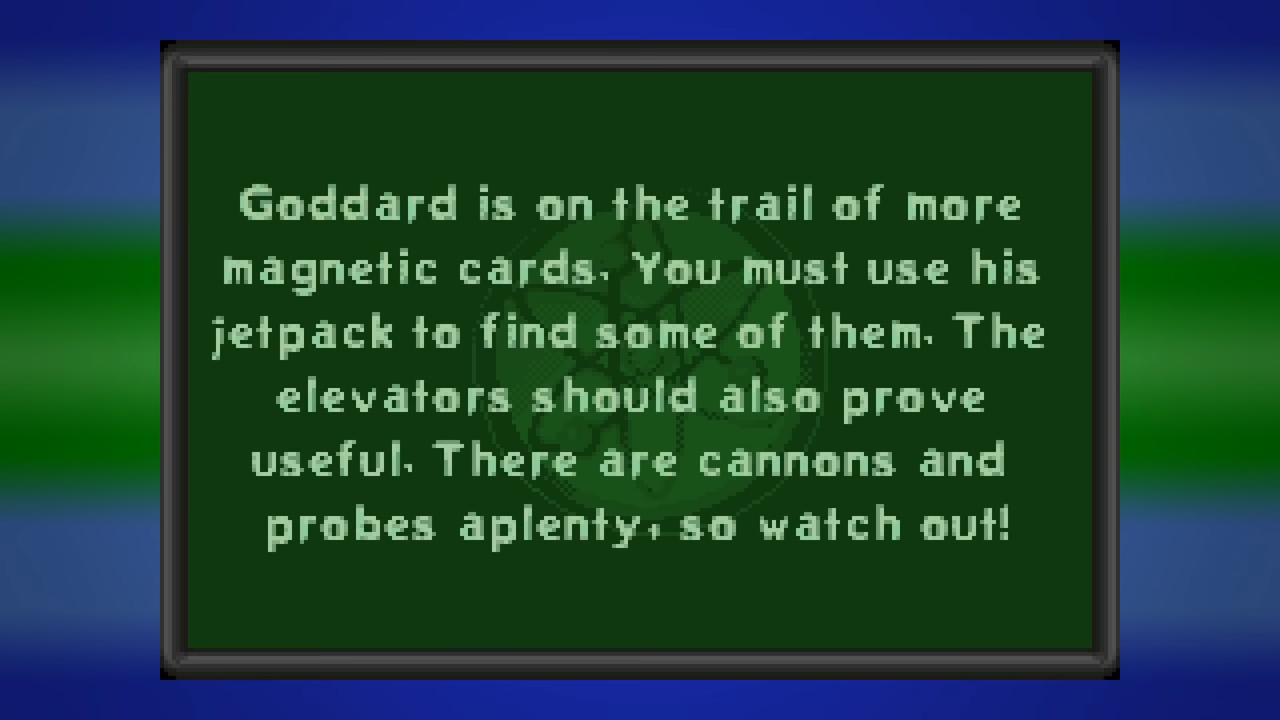 Goddard is on the trail of more
magnetic cards. You must use his
jetpack to find some of them. The
elevators should also prove
useful. There are cannons and
probes aplenty, so watch out!